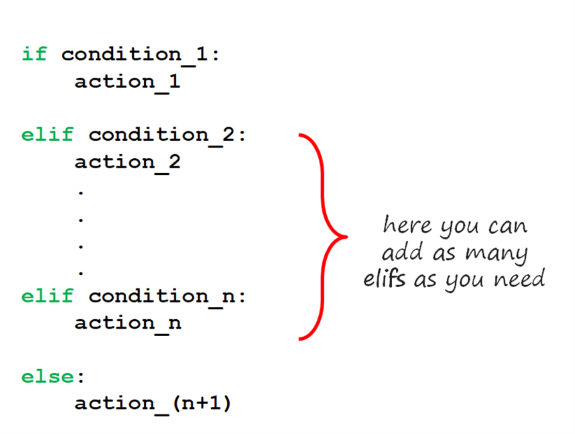 if condition_1:
    action_1
elif condition_2:
    action_2
    .
    .
    .
    .
elif condition_n:
    action_n
else:
    action_(n+1)
here you can
add as many
elifs as you need